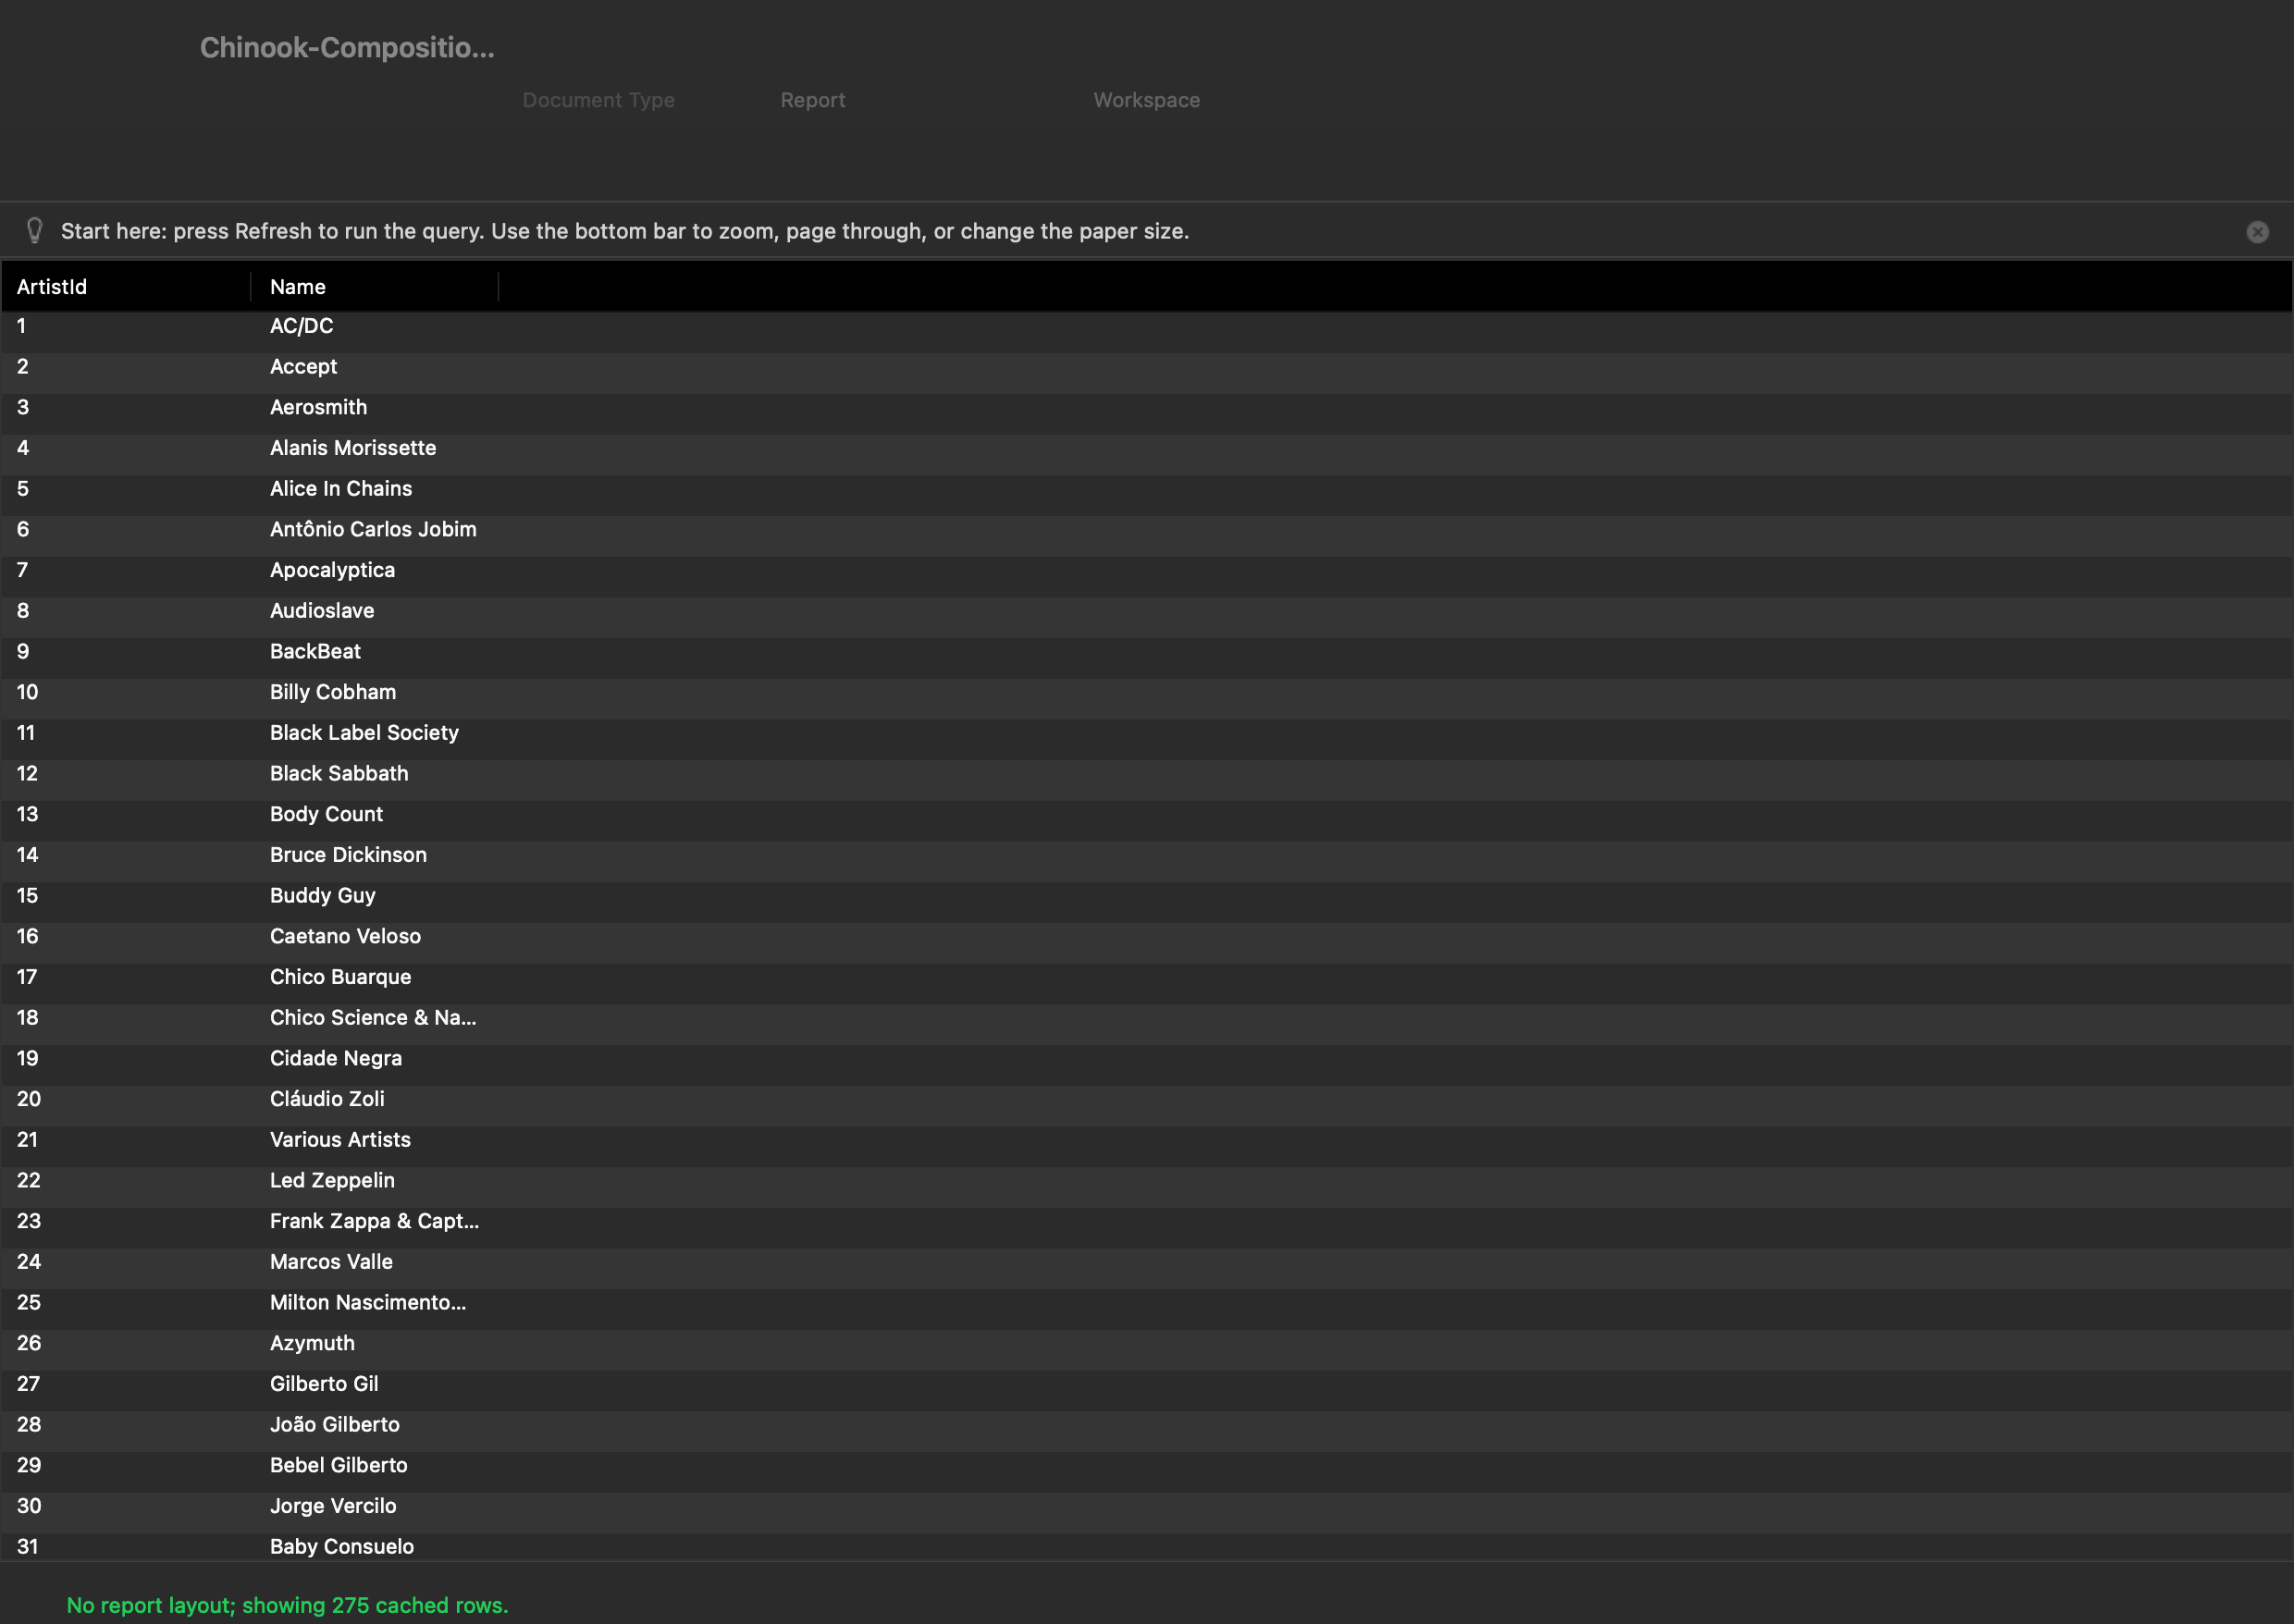 Chinook-Compositio...
Document Type Report Workspace
Start here: press Refresh to run the query. Use the bottom bar to zoom, page through, or change the paper size.
ArtistId Name
1 AC/DC
2 Accept
3 Aerosmith
4 Alanis Morissette
5 Alice In Chains
6 Antônio Carlos Jobim
7 Apocalyptica
8 Audioslave
9 BackBeat
10 Billy Cobham
11 Black Label Society
12 Black Sabbath
13 Body Count
14 Bruce Dickinson
15 Buddy Guy
16 Caetano Veloso
17 Chico Buarque
18 Chico Science & Na...
19 Cidade Negra
20 Cláudio Zoli
21 Various Artists
22 Led Zeppelin
23 Frank Zappa & Capt...
24 Marcos Valle
25 Milton Nascimento...
26 Azymuth
27 Gilberto Gil
28 João Gilberto
29 Bebel Gilberto
30 Jorge Vercilo
31 Baby Consuelo
No report layout; showing 275 cached rows.